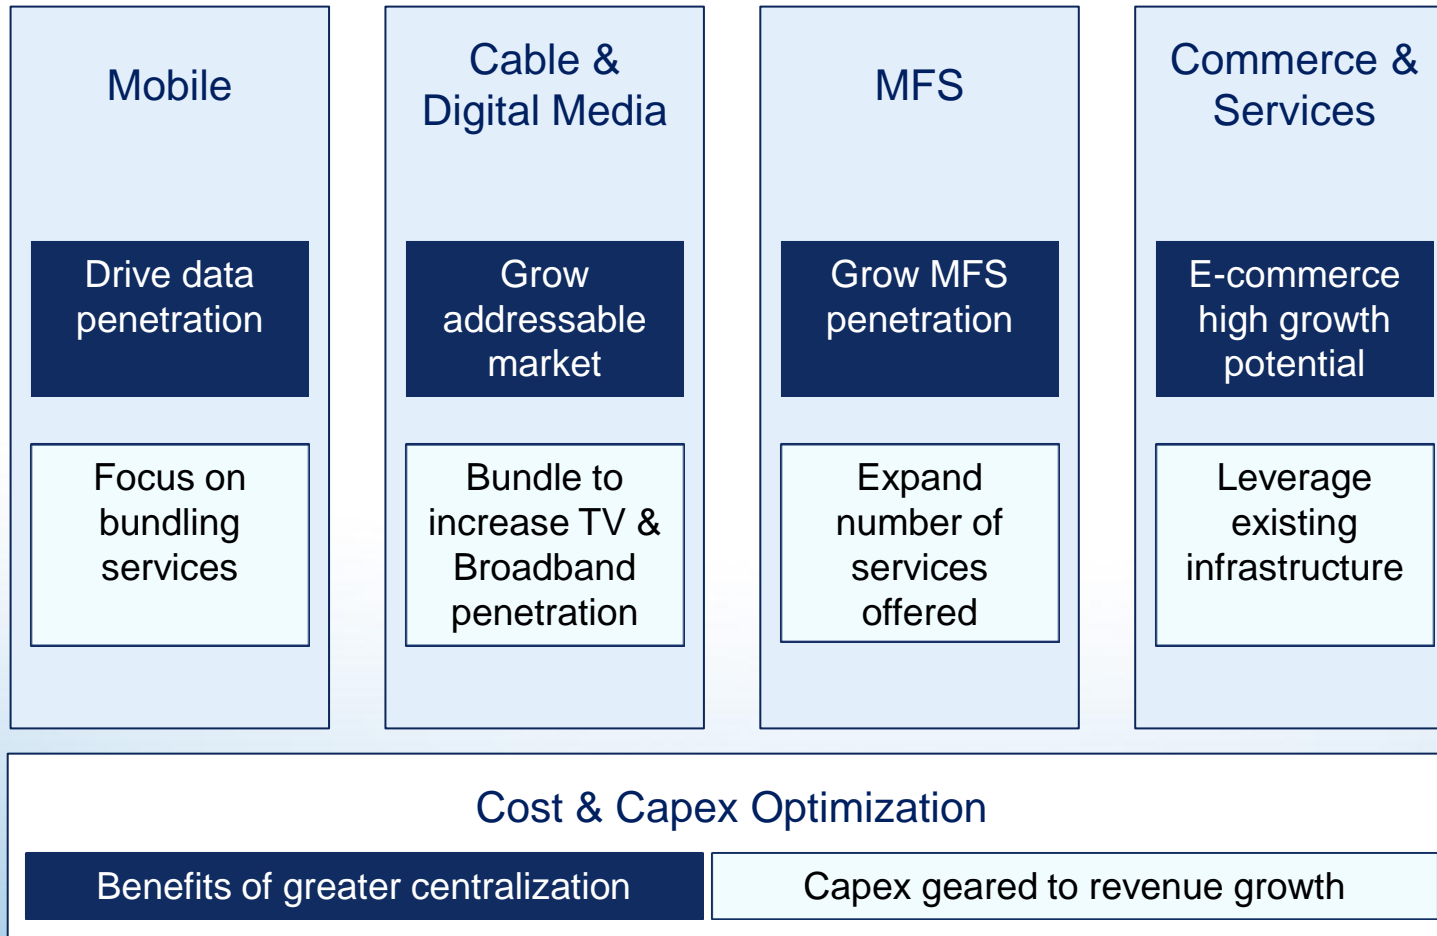 Mobile
Drive data
penetration
Focus on
bundling
services
Cable &
Digital Media
Grow
addressable
market
Bundle to
increase TV &
Broadband
penetration
MFS
Grow MFS
penetration
Expand
number of
services
offered
Commerce &
Services
E-commerce
high growth
potential
Leverage
existing
infrastructure
Cost & Capex Optimization
Benefits of greater centralization
Capex geared to revenue growth